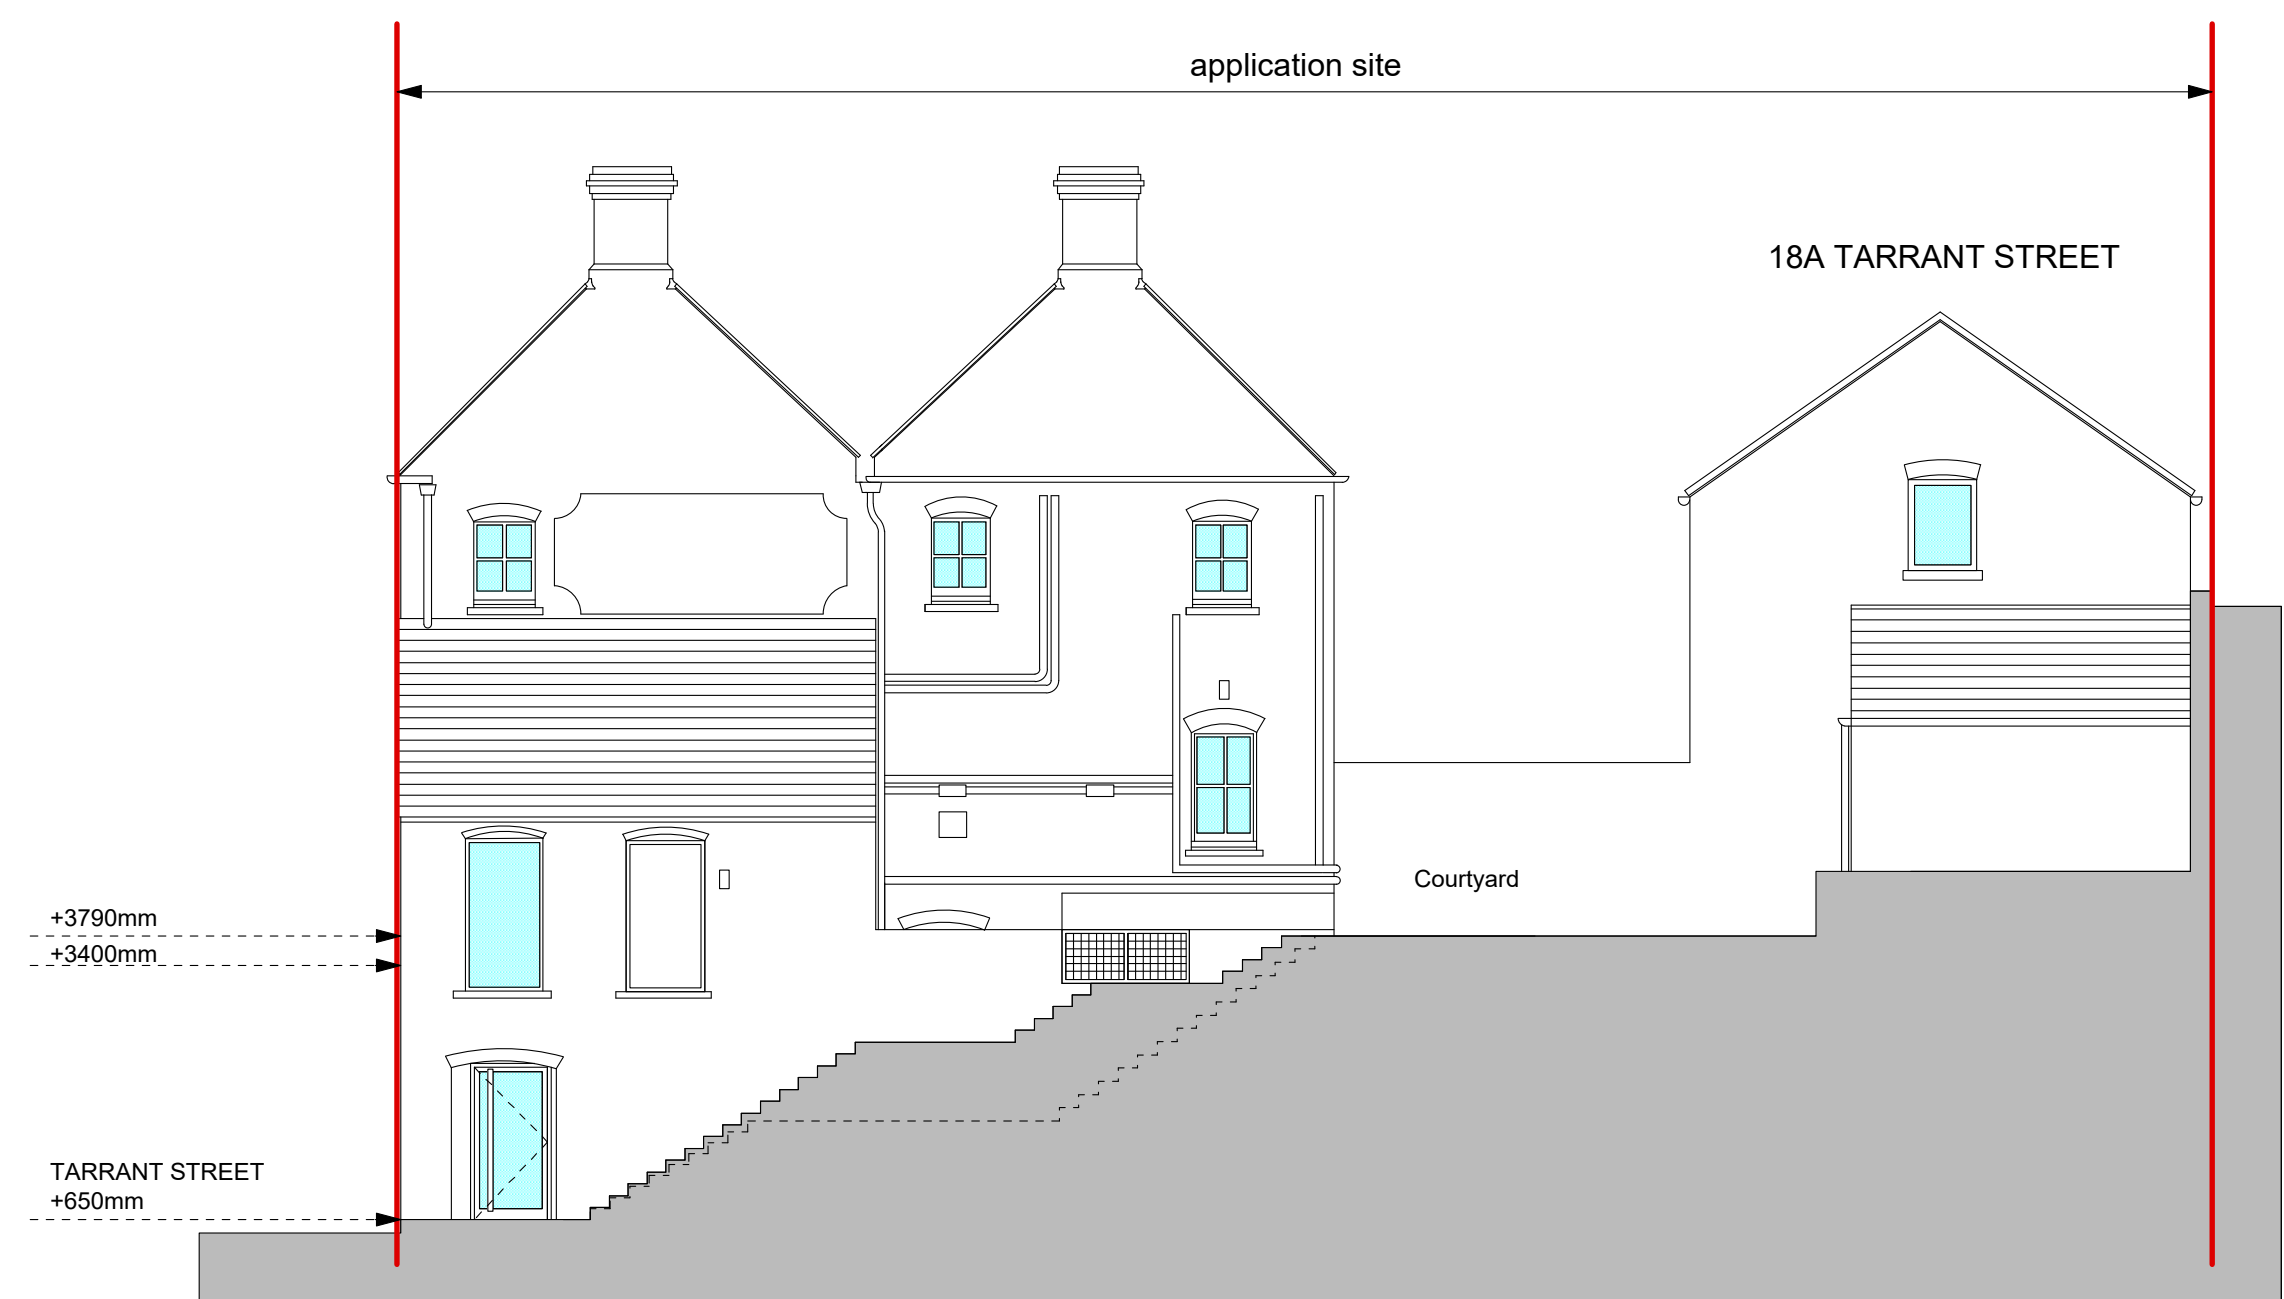 application site
18A TARRANT STREET
Courtyard
+3790mm
+3400mm
TARRANT STREET
+650mm